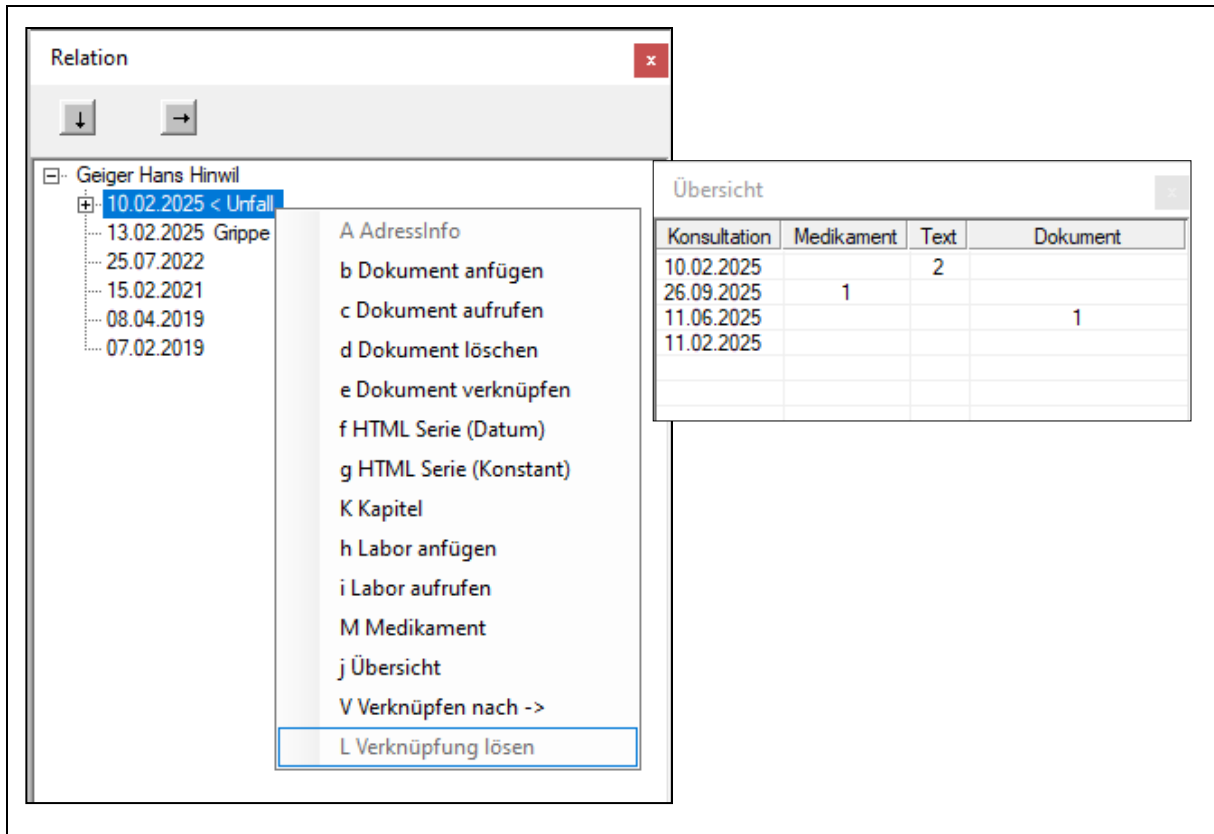 Relation
x
↓ →
Geiger Hans Hinwil
10.02.2025 < Unfall
13.02.2025 Grippe
25.07.2022
15.02.2021
08.04.2019
07.02.2019
A AdressInfo
b Dokument anfügen
c Dokument aufrufen
d Dokument löschen
e Dokument verknüpfen
f HTML Serie (Datum)
g HTML Serie (Konstant)
K Kapitel
h Labor anfügen
i Labor aufrufen
M Medikament
j Übersicht
V Verknüpfen nach ->
L Verknüpfung lösen
Übersicht
x
Konsultation Medikament Text Dokument
10.02.2025 2
26.09.2025 1
11.06.2025 1
11.02.2025